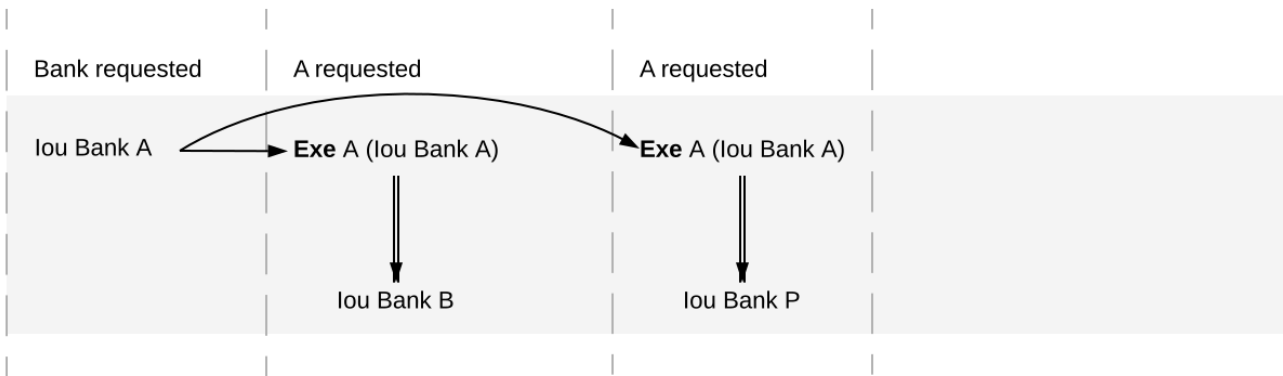 Bank requested
A requested
A requested
Iou Bank A
Exe A (Iou Bank A)
Exe A (Iou Bank A)
Iou Bank B
Iou Bank P